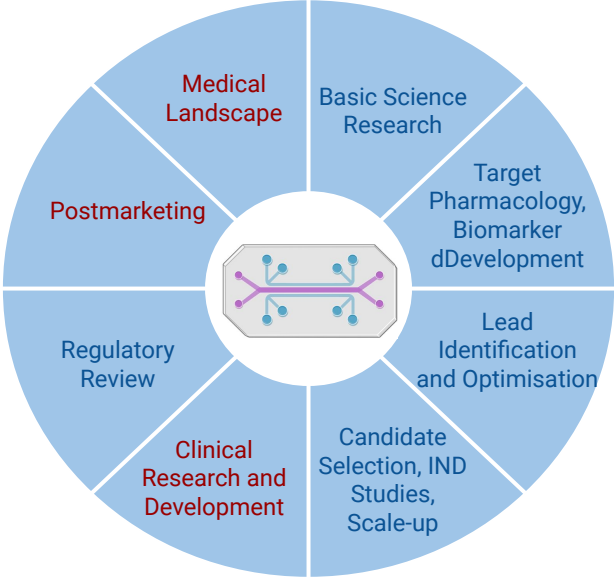 Medical
Landscape
Basic Science
Research
Target
Pharmacology,
Biomarker
dDevelopment
Lead
Identification
and Optimisation
Candidate
Selection, IND
Studies,
Scale-up
Clinical
Research and
Development
Regulatory
Review
Postmarketing